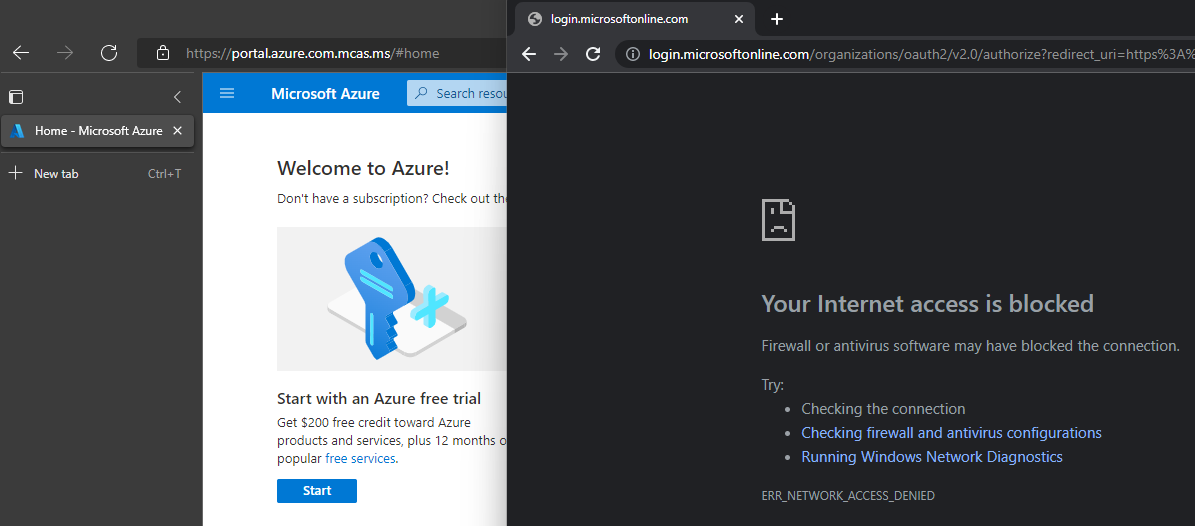 https://portal.azure.com.mcas.ms/#home
Home - Microsoft Azure
New tab
Ctrl+T
Microsoft Azure
Search resou
Welcome to Azure!
Don't have a subscription? Check out the
Start with an Azure free trial
Get $200 free credit toward Azure
products and services, plus 12 months o
popular free services.
Start
login.microsoftonline.com
login.microsoftonline.com/organizations/oauth2/v2.0/authorize?redirect_uri=https%3A%
Your Internet access is blocked
Firewall or antivirus software may have blocked the connection.
Try:
• Checking the connection
• Checking firewall and antivirus configurations
• Running Windows Network Diagnostics
ERR_NETWORK_ACCESS_DENIED